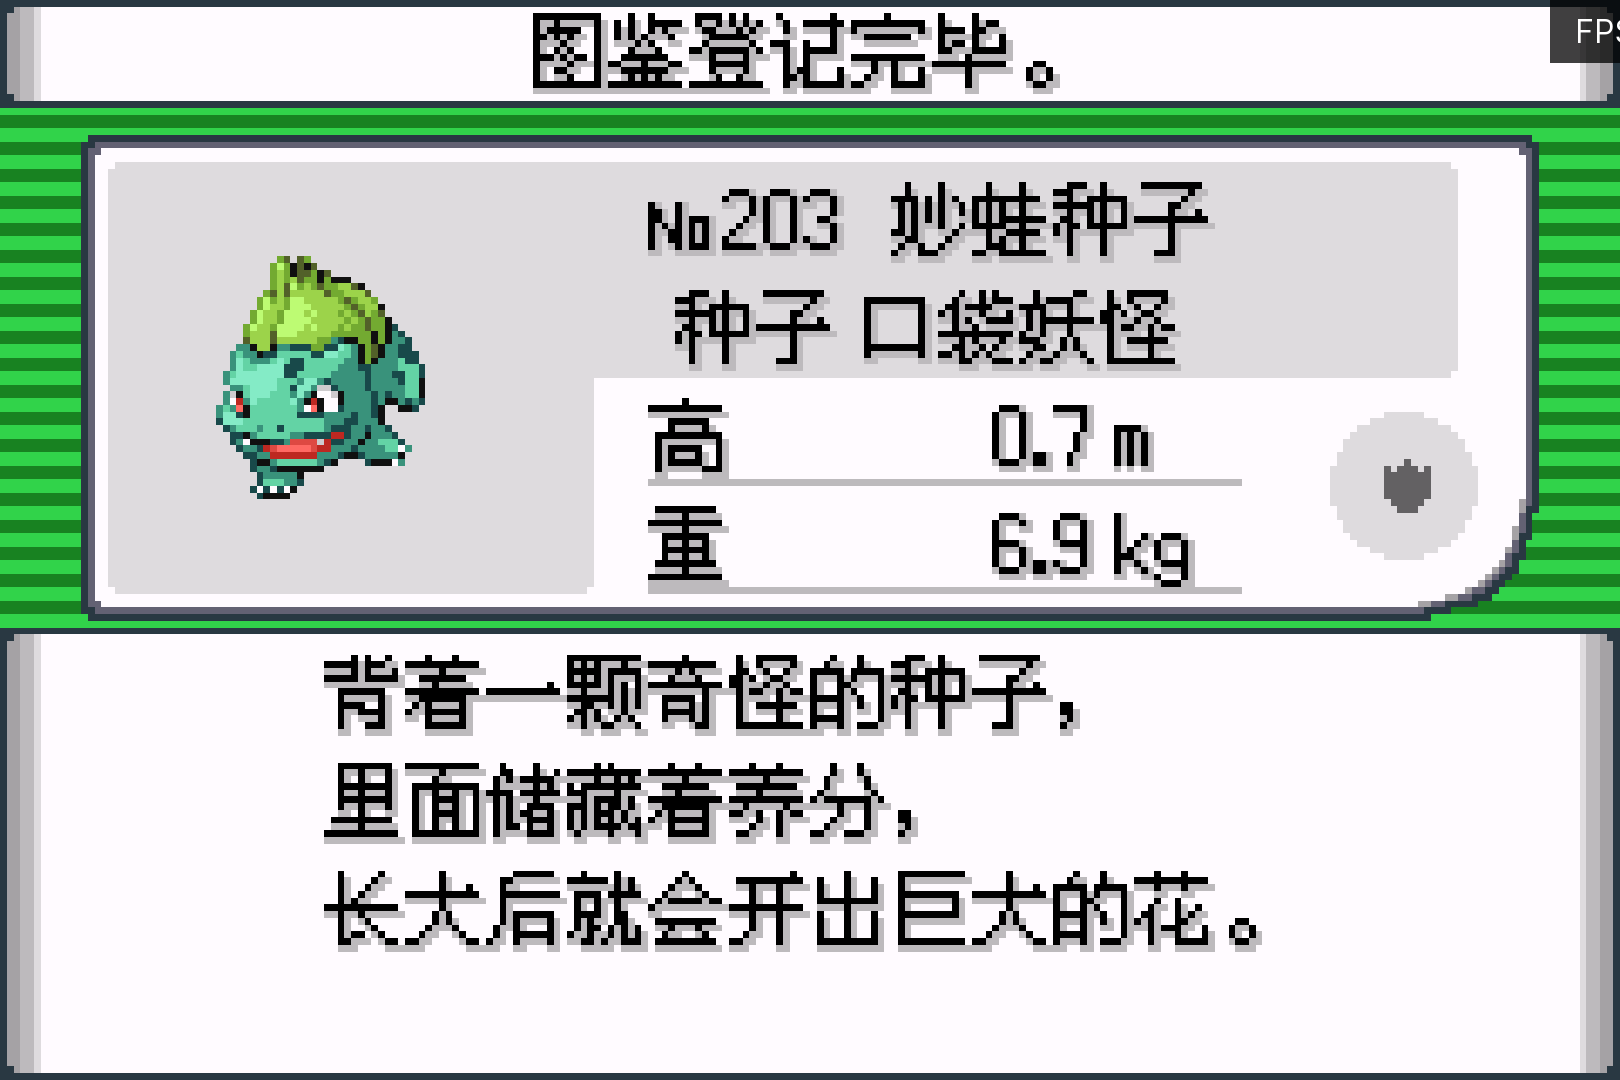 图鉴登记完毕。
FPS
№203 妙蛙种子
种子 口袋妖怪
高 0.7 m
重 6.9 kg
背着一颗奇怪的种子，
里面储藏着养分，
长大后就会开出巨大的花。